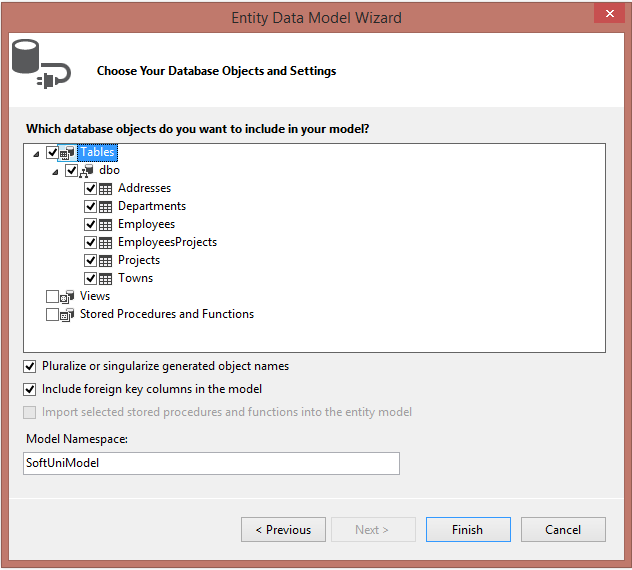 Entity Data Model Wizard
Choose Your Database Objects and Settings
Which database objects do you want to include in your model?
Tables
dbo
Addresses
Departments
Employees
EmployeesProjects
Projects
Towns
Views
Stored Procedures and Functions
Pluralize or singularize generated object names
Include foreign key columns in the model
Import selected stored procedures and functions into the entity model
Model Namespace:
SoftUniModel
< Previous Next > Finish Cancel